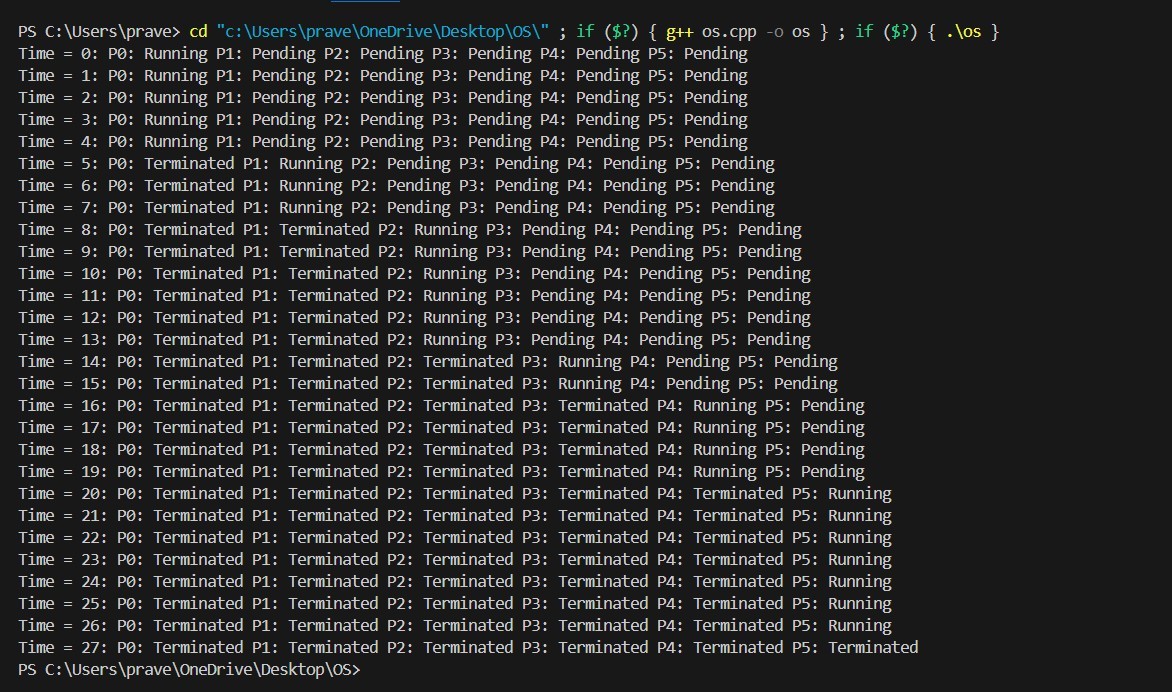 PS C:\Users\prave> cd "c:\Users\prave\OneDrive\Desktop\OS\" ; if ($?) { g++ os.cpp -o os } ; if ($?) { .\os }
Time = 0: P0: Running P1: Pending P2: Pending P3: Pending P4: Pending P5: Pending
Time = 1: P0: Running P1: Pending P2: Pending P3: Pending P4: Pending P5: Pending
Time = 2: P0: Running P1: Pending P2: Pending P3: Pending P4: Pending P5: Pending
Time = 3: P0: Running P1: Pending P2: Pending P3: Pending P4: Pending P5: Pending
Time = 4: P0: Running P1: Pending P2: Pending P3: Pending P4: Pending P5: Pending
Time = 5: P0: Terminated P1: Running P2: Pending P3: Pending P4: Pending P5: Pending
Time = 6: P0: Terminated P1: Running P2: Pending P3: Pending P4: Pending P5: Pending
Time = 7: P0: Terminated P1: Running P2: Pending P3: Pending P4: Pending P5: Pending
Time = 8: P0: Terminated P1: Terminated P2: Running P3: Pending P4: Pending P5: Pending
Time = 9: P0: Terminated P1: Terminated P2: Running P3: Pending P4: Pending P5: Pending
Time = 10: P0: Terminated P1: Terminated P2: Running P3: Pending P4: Pending P5: Pending
Time = 11: P0: Terminated P1: Terminated P2: Running P3: Pending P4: Pending P5: Pending
Time = 12: P0: Terminated P1: Terminated P2: Running P3: Pending P4: Pending P5: Pending
Time = 13: P0: Terminated P1: Terminated P2: Running P3: Pending P4: Pending P5: Pending
Time = 14: P0: Terminated P1: Terminated P2: Terminated P3: Running P4: Pending P5: Pending
Time = 15: P0: Terminated P1: Terminated P2: Terminated P3: Running P4: Pending P5: Pending
Time = 16: P0: Terminated P1: Terminated P2: Terminated P3: Terminated P4: Running P5: Pending
Time = 17: P0: Terminated P1: Terminated P2: Terminated P3: Terminated P4: Running P5: Pending
Time = 18: P0: Terminated P1: Terminated P2: Terminated P3: Terminated P4: Running P5: Pending
Time = 19: P0: Terminated P1: Terminated P2: Terminated P3: Terminated P4: Running P5: Pending
Time = 20: P0: Terminated P1: Terminated P2: Terminated P3: Terminated P4: Terminated P5: Running
Time = 21: P0: Terminated P1: Terminated P2: Terminated P3: Terminated P4: Terminated P5: Running
Time = 22: P0: Terminated P1: Terminated P2: Terminated P3: Terminated P4: Terminated P5: Running
Time = 23: P0: Terminated P1: Terminated P2: Terminated P3: Terminated P4: Terminated P5: Running
Time = 24: P0: Terminated P1: Terminated P2: Terminated P3: Terminated P4: Terminated P5: Running
Time = 25: P0: Terminated P1: Terminated P2: Terminated P3: Terminated P4: Terminated P5: Running
Time = 26: P0: Terminated P1: Terminated P2: Terminated P3: Terminated P4: Terminated P5: Running
Time = 27: P0: Terminated P1: Terminated P2: Terminated P3: Terminated P4: Terminated P5: Terminated
PS C:\Users\prave\OneDrive\Desktop\OS>